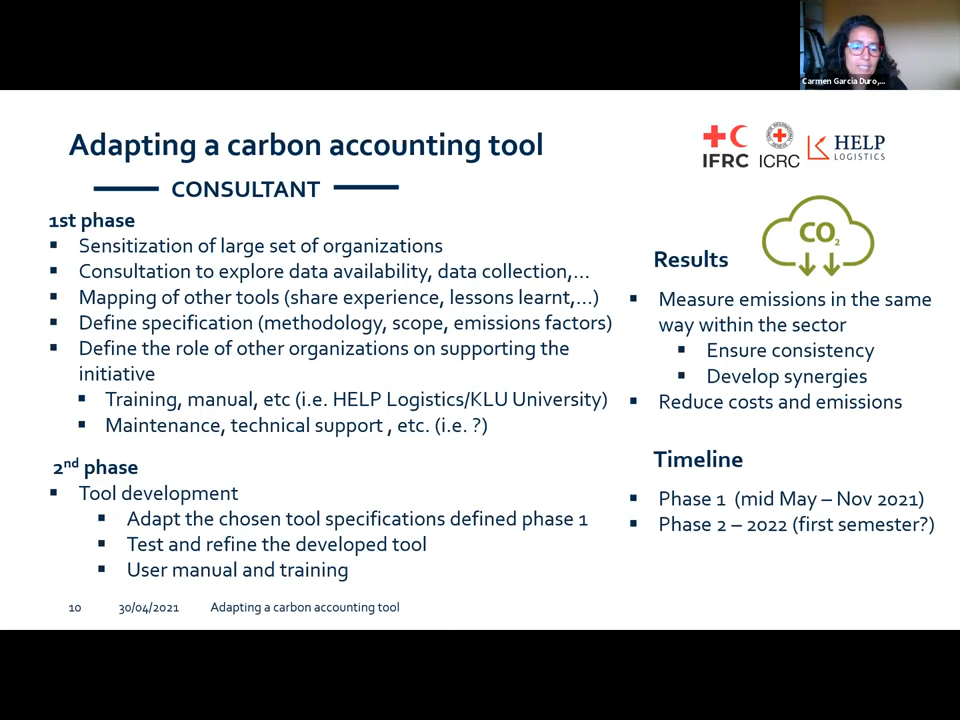 Carmen Garcia Duro,...
Adapting a carbon accounting tool
CONSULTANT
IFRC
ICRC
HELP
LOGISTICS
1st phase
▪ Sensitization of large set of organizations
▪ Consultation to explore data availability, data collection,...
▪ Mapping of other tools (share experience, lessons learnt,...)
▪ Define specification (methodology, scope, emissions factors)
▪ Define the role of other organizations on supporting the
initiative
▪ Training, manual, etc (i.e. HELP Logistics/KLU University)
▪ Maintenance, technical support , etc. (i.e. ?)
2nd phase
▪ Tool development
▪ Adapt the chosen tool specifications defined phase 1
▪ Test and refine the developed tool
▪ User manual and training
CO2
Results
▪ Measure emissions in the same
way within the sector
▪ Ensure consistency
▪ Develop synergies
▪ Reduce costs and emissions
Timeline
▪ Phase 1 (mid May – Nov 2021)
▪ Phase 2 – 2022 (first semester?)
10 30/04/2021 Adapting a carbon accounting tool